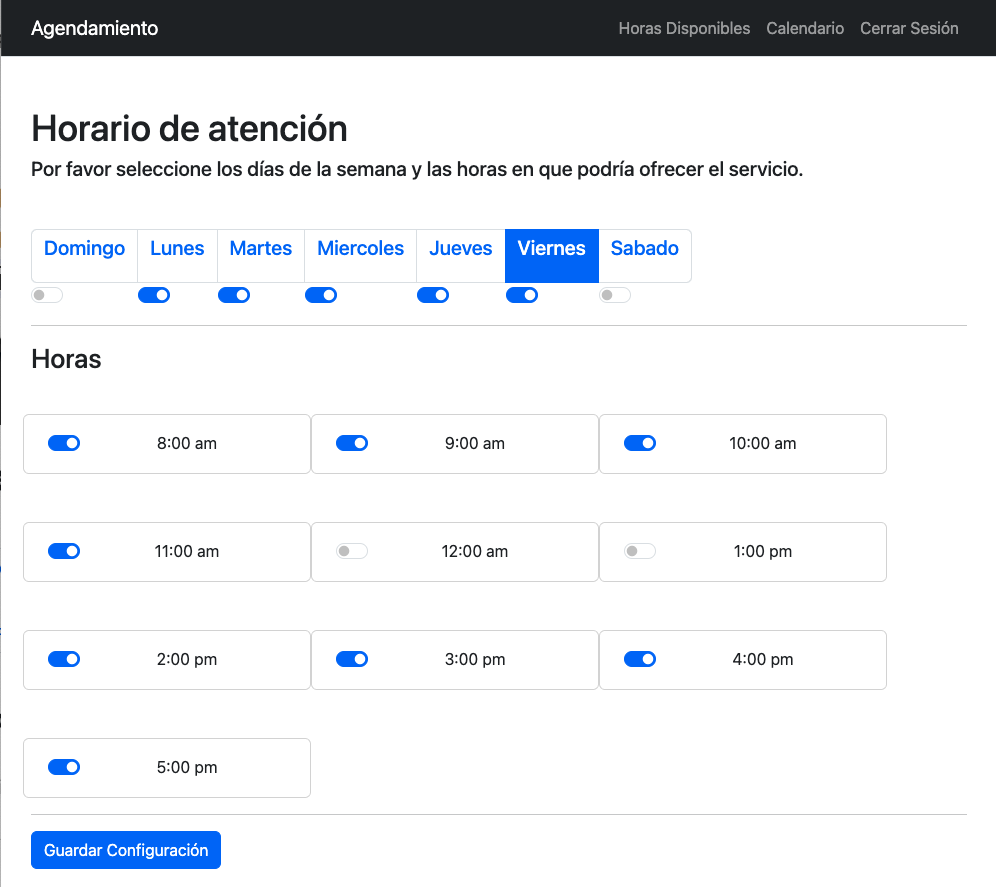 Agendamiento Horas Disponibles Calendario Cerrar Sesión
Horario de atención
Por favor seleccione los días de la semana y las horas en que podría ofrecer el servicio.
Domingo Lunes Martes Miercoles Jueves Viernes Sabado
Horas
8:00 am 9:00 am 10:00 am
11:00 am 12:00 am 1:00 pm
2:00 pm 3:00 pm 4:00 pm
5:00 pm
Guardar Configuración